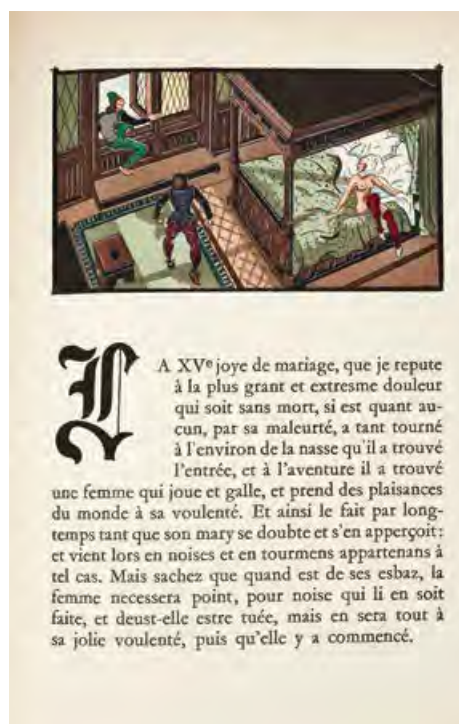 LA XVe joye de mariage, que je repute
à la plus grant et extresme douleur
qui soit sans mort, si est quant au-
cun, par sa maleurté, a tant tourné
à l'environ de la nasse qu'il a trouvé
l'entrée, et à l'aventure il a trouvé
une femme qui joue et galle, et prend des plaisances
du monde à sa voulenté. Et ainsi le fait par long-
temps tant que son mary se doubte et s'en apperçoit :
et vient lors en noises et en tourmens appartenans à
tel cas. Mais sachez que quand est de ses esbaz, la
femme necessera point, pour noise qui li en soit
faite, et deust-elle estre tuée, mais en sera tout à
sa jolie voulenté, puis qu'elle y a commencé.